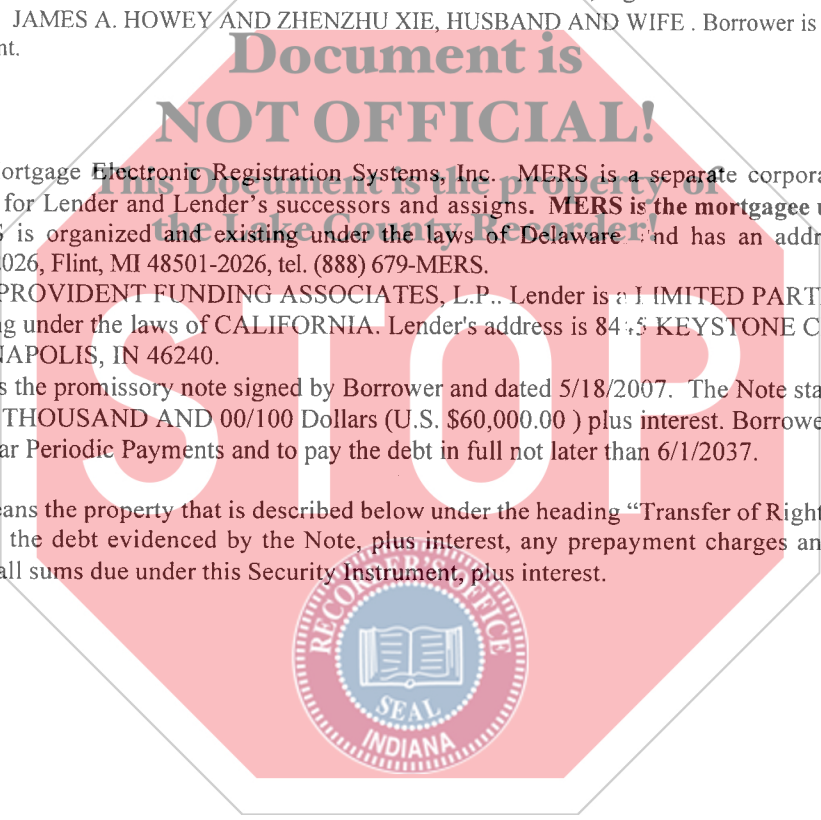 JAMES A. HOWEY AND ZHENZHU XIE, HUSBAND AND WIFE . Borrower is
nt.
Document is
NOT OFFICIAL!
ortgage Electronic Registration Systems, Inc. MERS is a separate corpora
This Document is the property of
for Lender and Lender's successors and assigns. MERS is the mortgagee u
the Lake County Recorder!
S is organized and existing under the laws of Delaware and has an addr
026, Flint, MI 48501-2026, tel. (888) 679-MERS.
PROVIDENT FUNDING ASSOCIATES, L.P.. Lender is a LIMITED PART
ng under the laws of CALIFORNIA. Lender's address is KEYSTONE C
NAPOLIS, IN 46240.
STOP
s the promissory note signed by Borrower and dated 5/18/2007. The Note sta
THOUSAND AND 00/100 Dollars (U.S. $60,000.00 ) plus interest. Borrowe
ar Periodic Payments and to pay the debt in full not later than 6/1/2037.
eans the property that is described below under the heading “Transfer of Right
the debt evidenced by the Note, plus interest, any prepayment charges an
all sums due under this Security Instrument, plus interest.
RECORDER'S OFFICE
SEAL
INDIANA